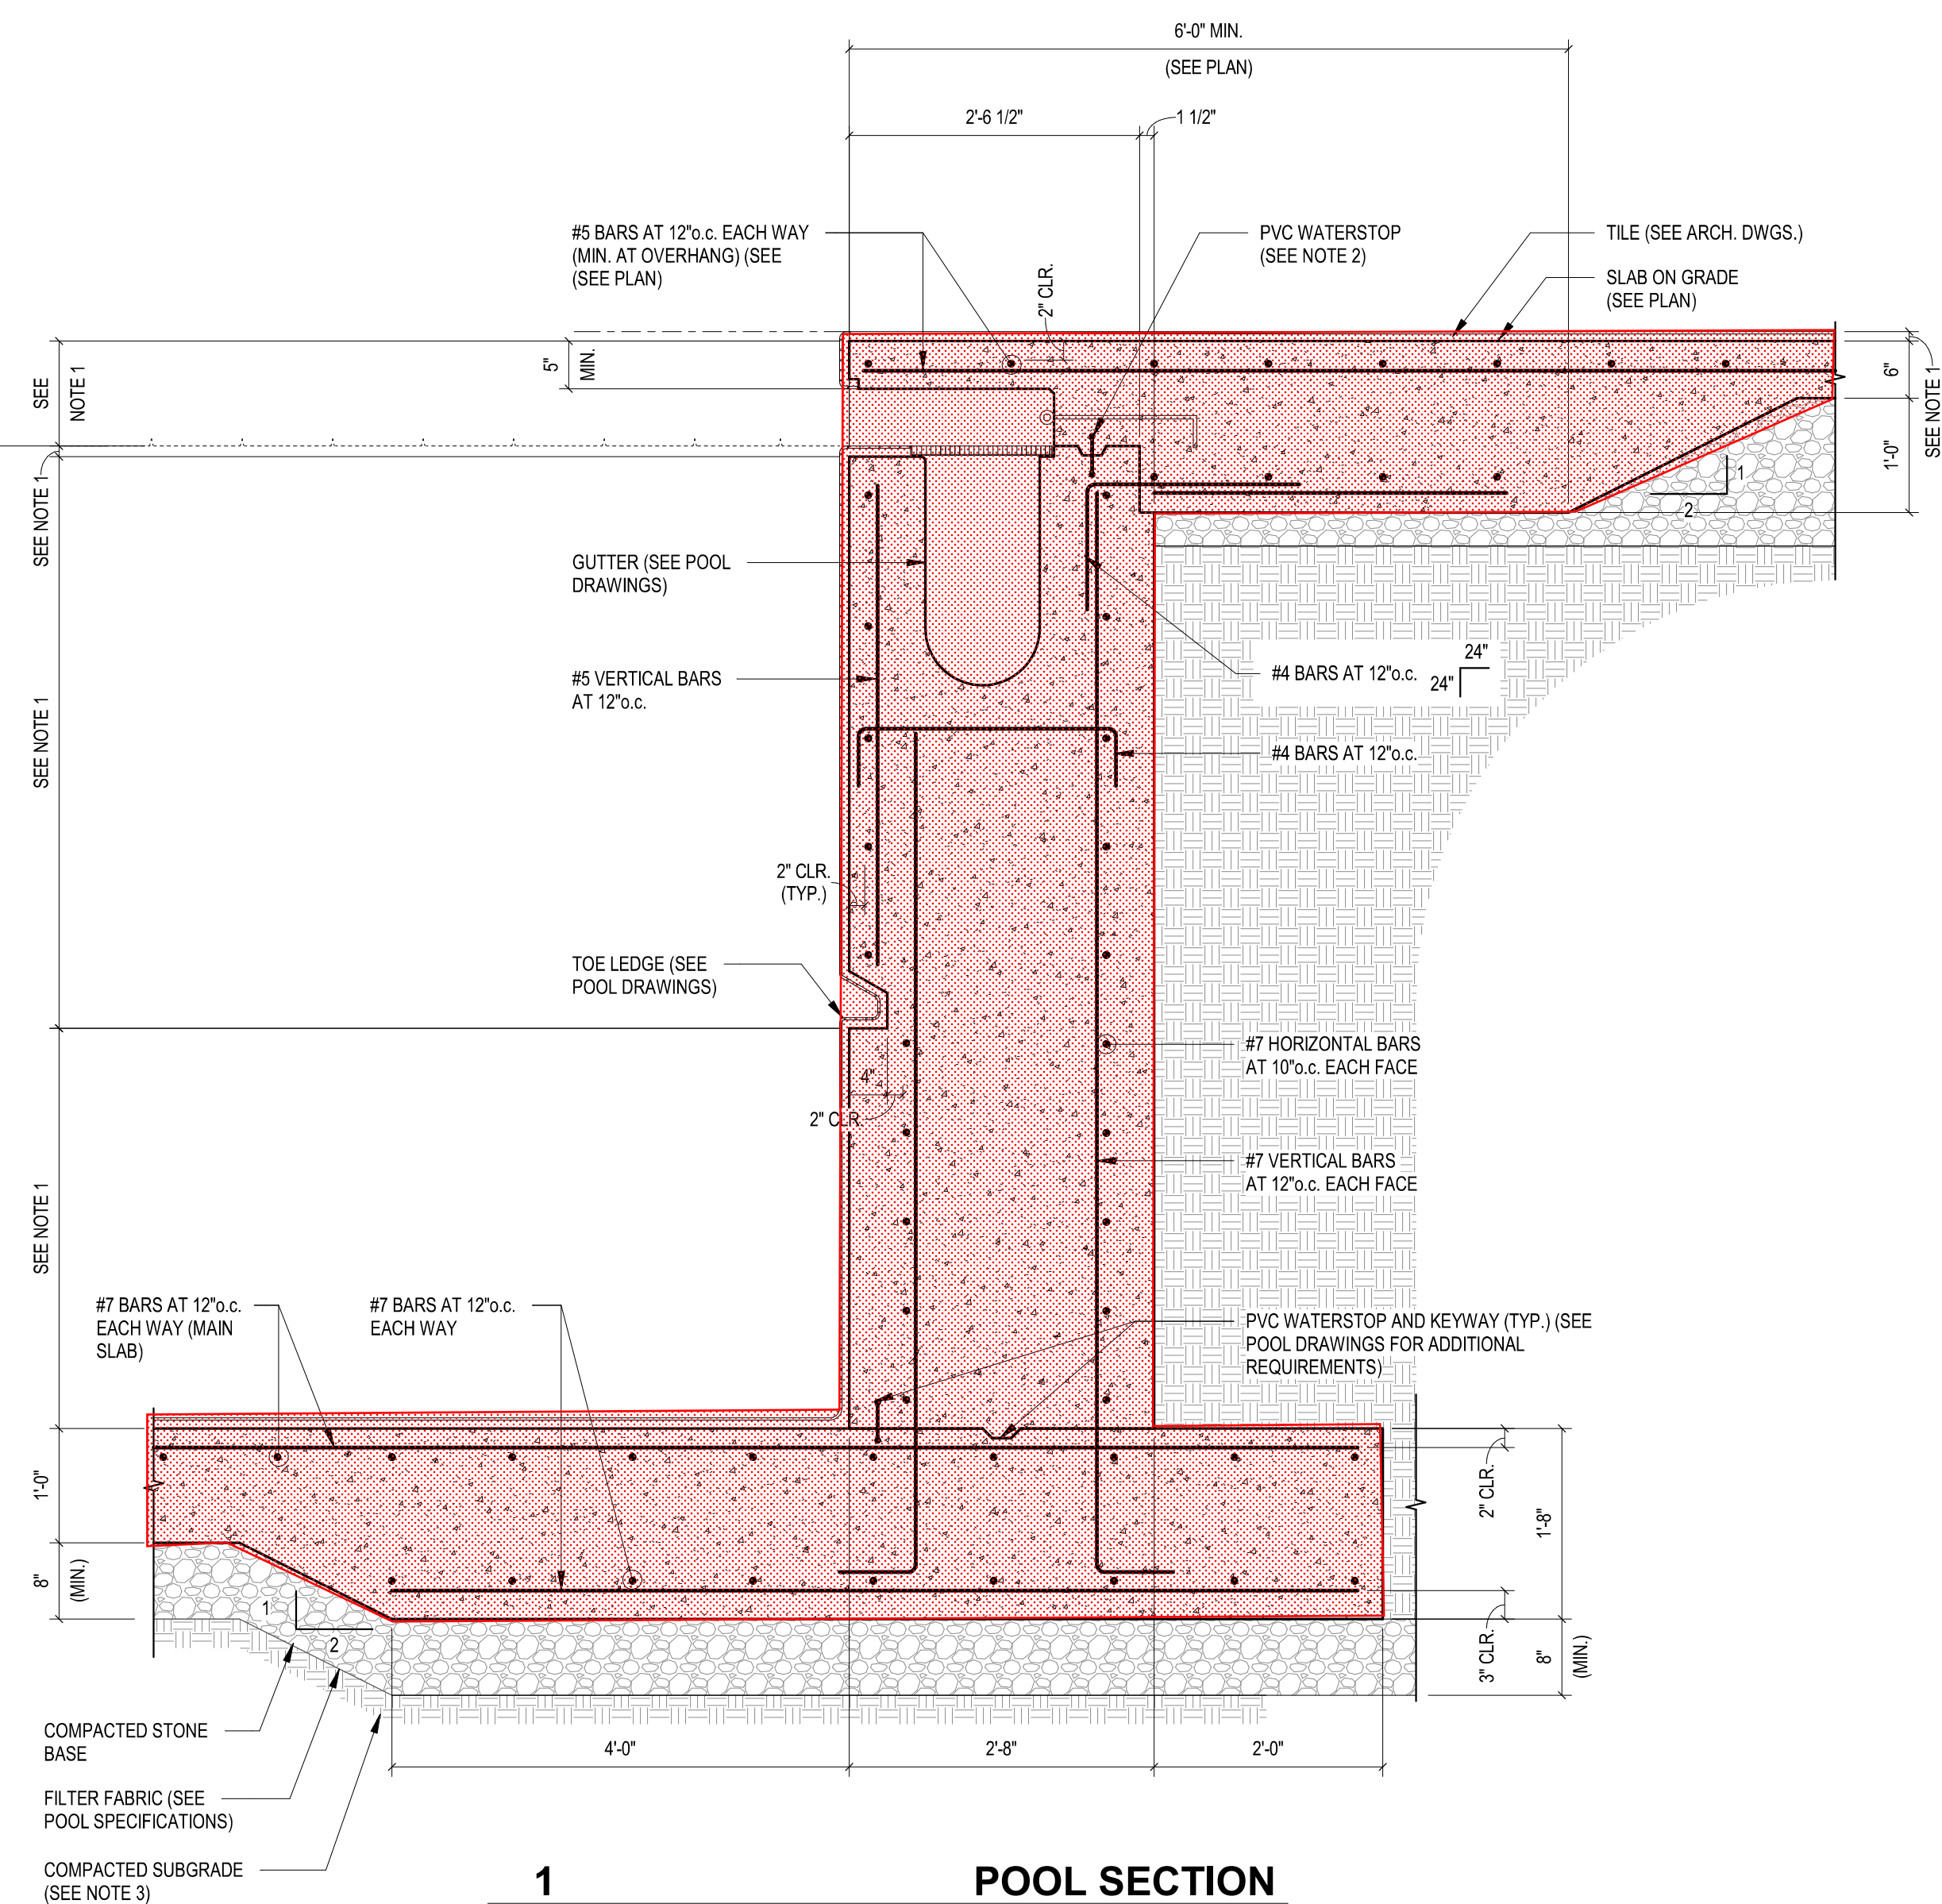 6'-0" MIN.
(SEE PLAN)
2'-6 1/2"
1 1/2"
#5 BARS AT 12"o.c. EACH WAY
(MIN. AT OVERHANG) (SEE
(SEE PLAN)
2" CLR.
PVC WATERSTOP
(SEE NOTE 2)
TILE (SEE ARCH. DWGS.)
SLAB ON GRADE
(SEE PLAN)
SEE
NOTE 1
5"
MIN.
6"
SEE NOTE 1
1'-0"
SEE NOTE 1
1
2
GUTTER (SEE POOL
DRAWINGS)
#5 VERTICAL BARS
AT 12"o.c.
#4 BARS AT 12"o.c.
24"
24"
SEE NOTE 1
#4 BARS AT 12"o.c.
2" CLR.
(TYP.)
TOE LEDGE (SEE
POOL DRAWINGS)
#7 HORIZONTAL BARS
AT 10"o.c. EACH FACE
4"
2" CLR.
#7 VERTICAL BARS
AT 12"o.c. EACH FACE
SEE NOTE 1
#7 BARS AT 12"o.c.
EACH WAY (MAIN
SLAB)
#7 BARS AT 12"o.c.
EACH WAY
PVC WATERSTOP AND KEYWAY (TYP.) (SEE
POOL DRAWINGS FOR ADDITIONAL
REQUIREMENTS)
1'-0"
2" CLR.
1'-8"
8"
(MIN.)
1
2
3" CLR.
8"
(MIN.)
COMPACTED STONE
BASE
4'-0"
2'-8"
2'-0"
FILTER FABRIC (SEE
POOL SPECIFICATIONS)
COMPACTED SUBGRADE
(SEE NOTE 3)
1 POOL SECTION